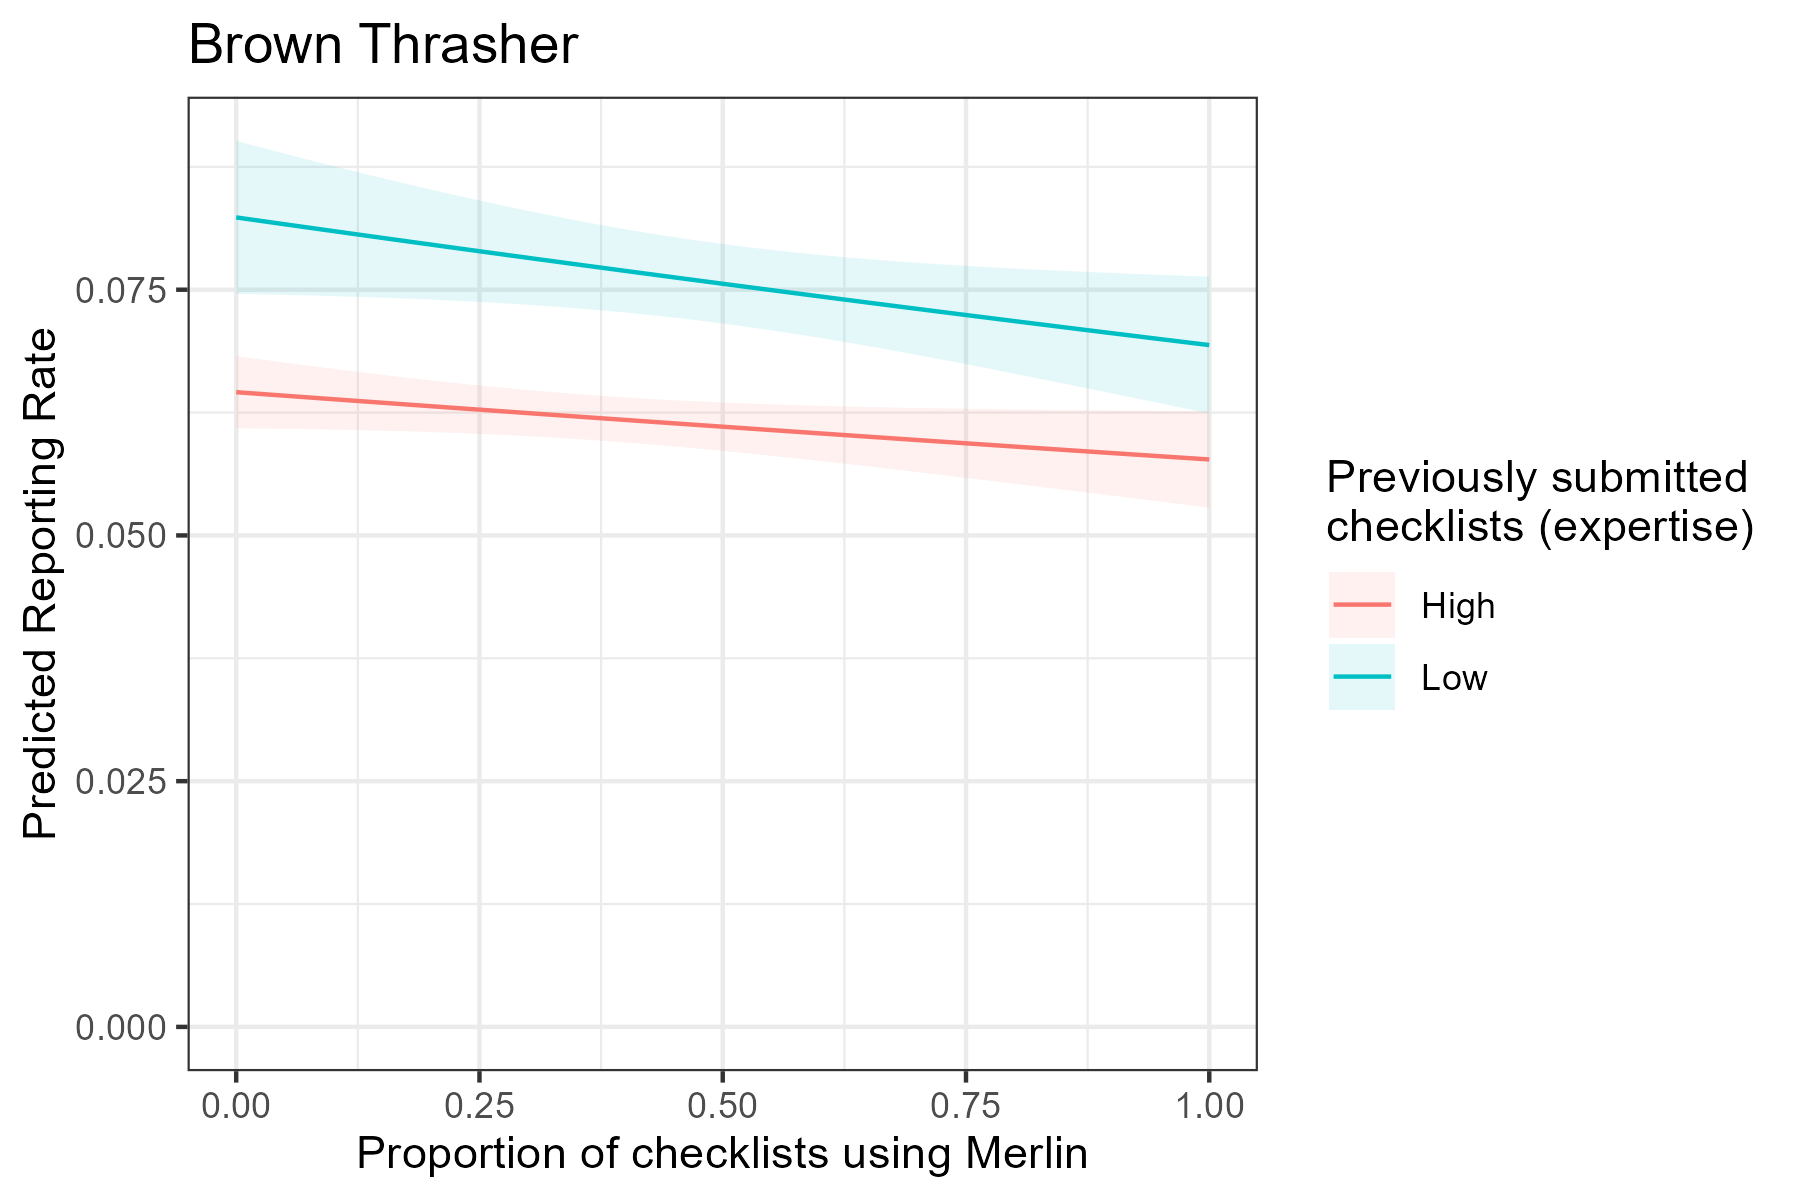 Brown Thrasher
Predicted Reporting Rate
0.075
0.050
0.025
0.000
0.00 0.25 0.50 0.75 1.00
Proportion of checklists using Merlin
Previously submitted
checklists (expertise)
High
Low